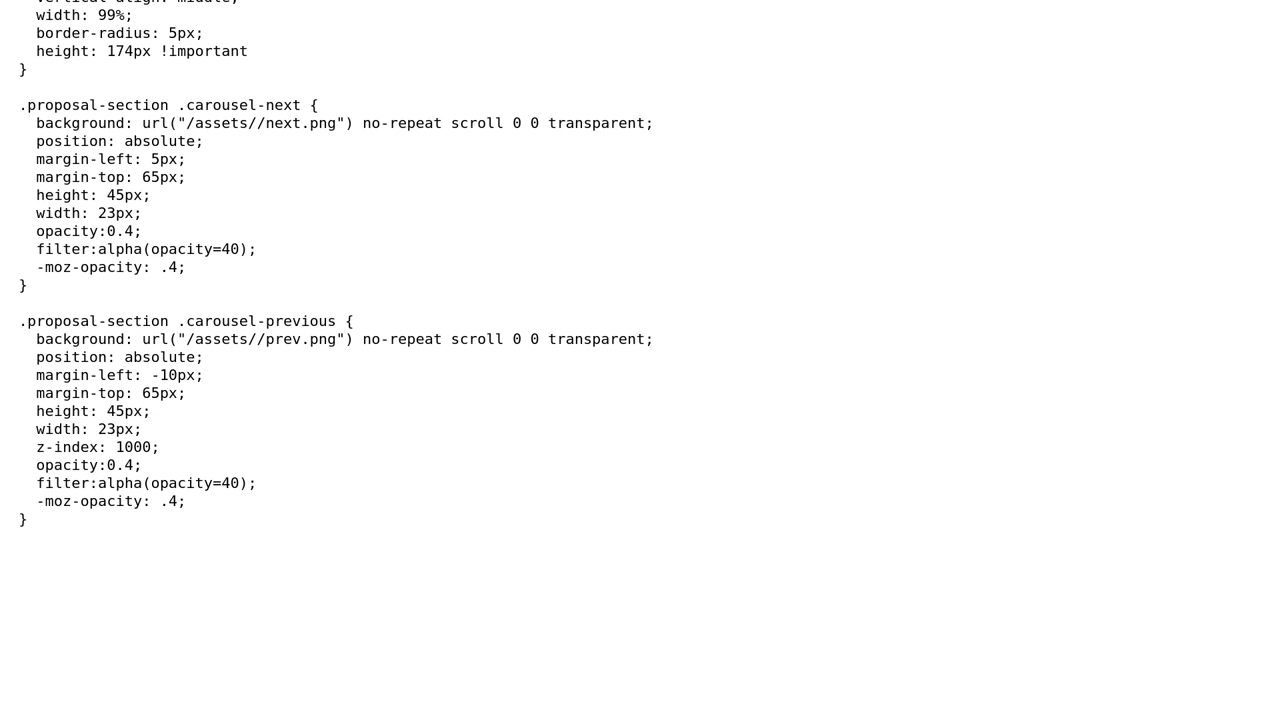 vertical-align: middle;
  width: 99%;
  border-radius: 5px;
  height: 174px !important
}

.proposal-section .carousel-next {
  background: url("/assets//next.png") no-repeat scroll 0 0 transparent;
  position: absolute;
  margin-left: 5px;
  margin-top: 65px;
  height: 45px;
  width: 23px;
  opacity:0.4;
  filter:alpha(opacity=40);
  -moz-opacity: .4;
}

.proposal-section .carousel-previous {
  background: url("/assets//prev.png") no-repeat scroll 0 0 transparent;
  position: absolute;
  margin-left: -10px;
  margin-top: 65px;
  height: 45px;
  width: 23px;
  z-index: 1000;
  opacity:0.4;
  filter:alpha(opacity=40);
  -moz-opacity: .4;
}